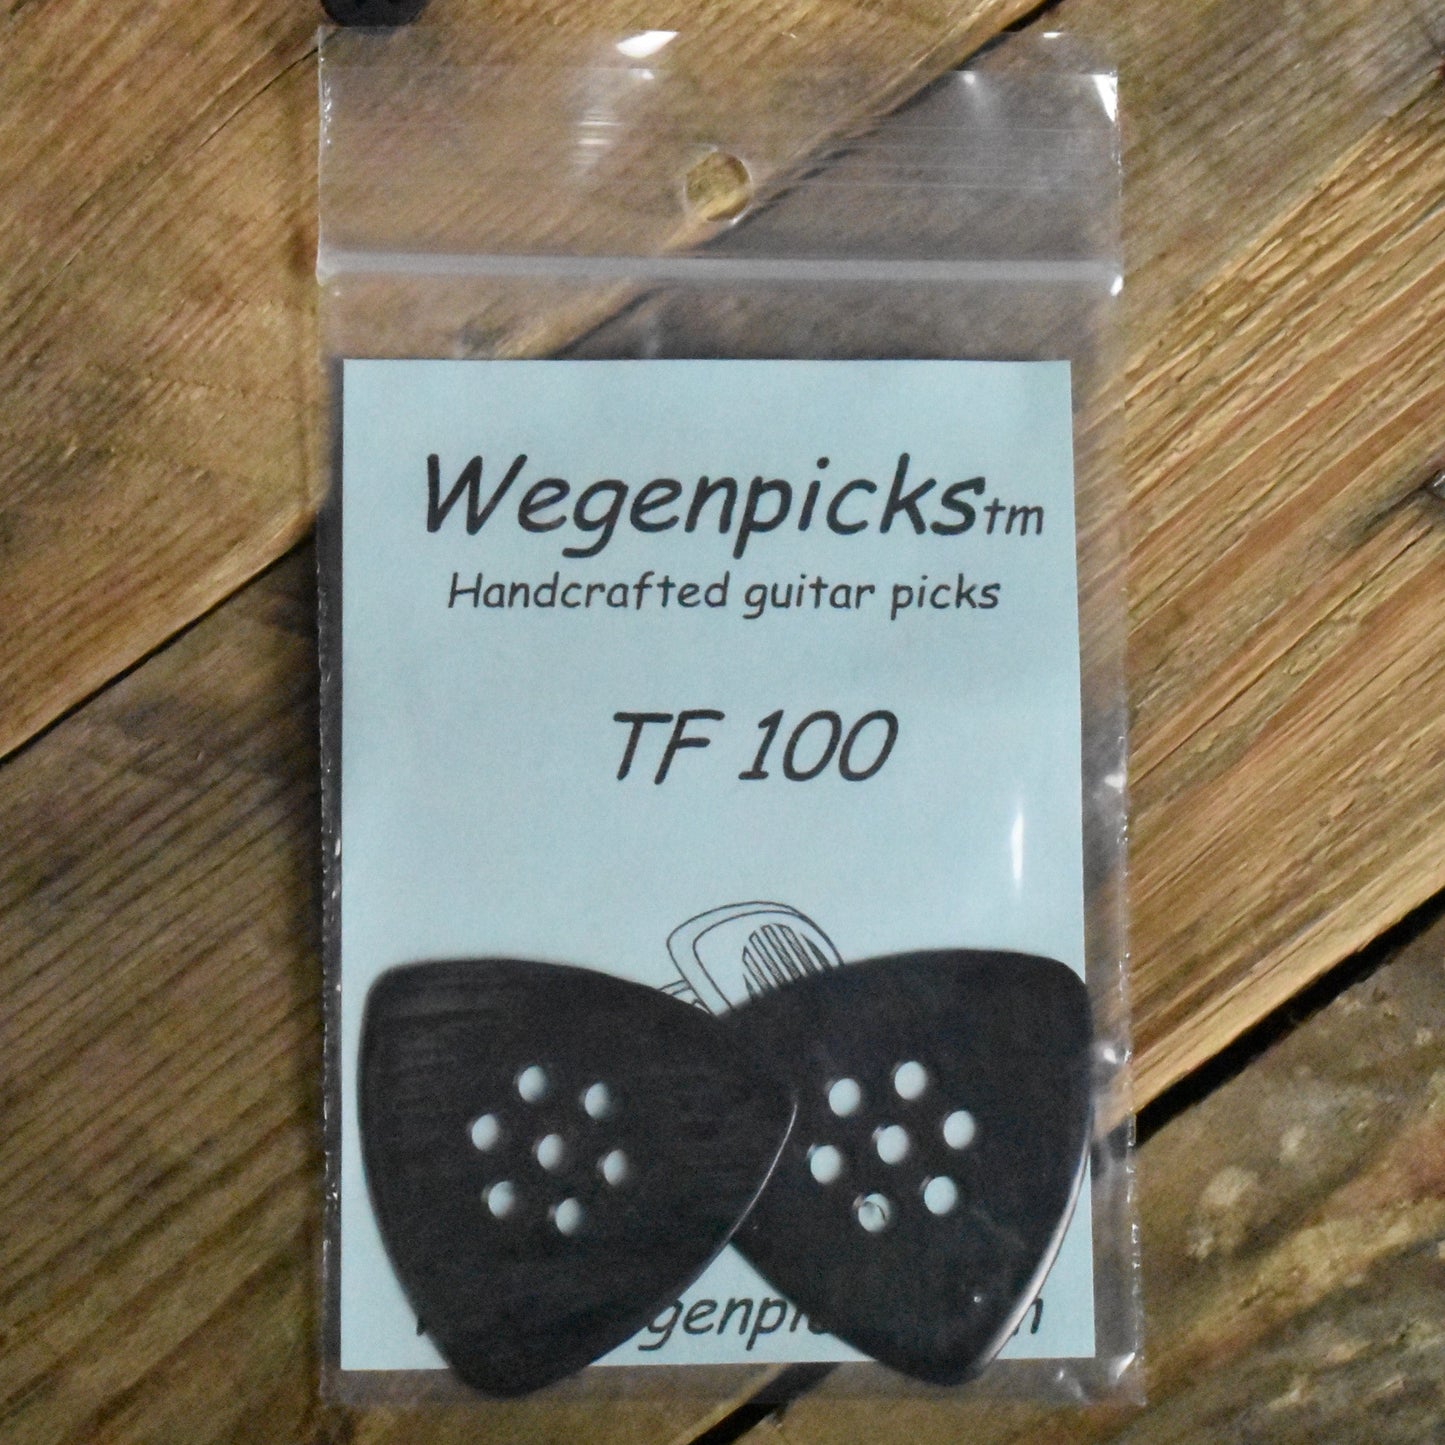 Wegenpickstm
Handcrafted guitar picks
TF 100